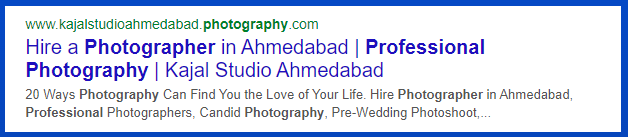 www.kajalstudioahmedabad.photography.com
Hire a Photographer in Ahmedabad | Professional
Photography | Kajal Studio Ahmedabad
20 Ways Photography Can Find You the Love of Your Life. Hire Photographer in Ahmedabad,
Professional Photographers, Candid Photography, Pre-Wedding Photoshoot,...